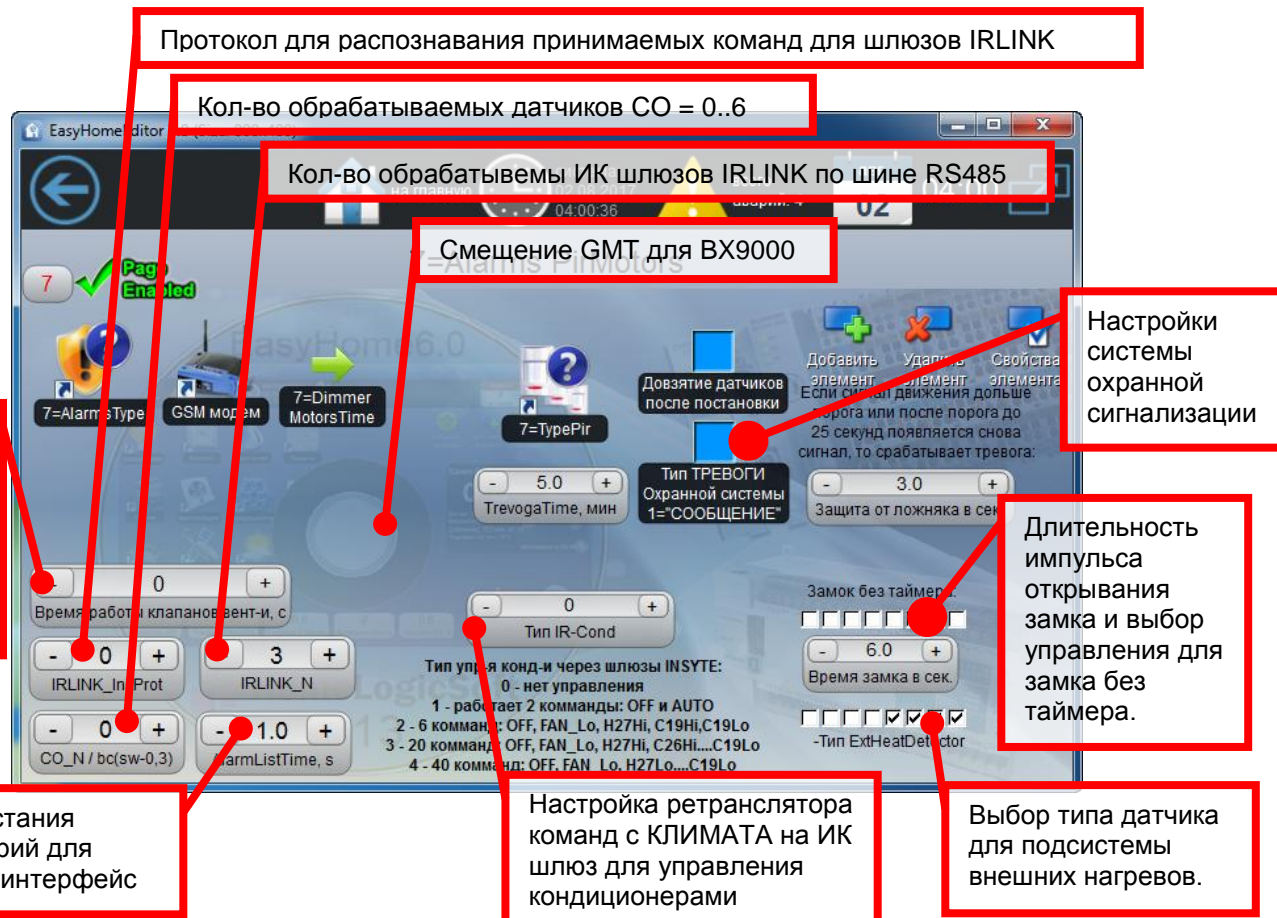 Протокол для распознавания принимаемых команд для шлюзов IRLINK
Кол-во обрабатываемых датчиков CO = 0..6
EasyHomeEditor
Кол-во обрабатывемы ИК шлюзов IRLINK по шине RS485
на главную
04:00:36
02
04:00
Смещение GMT для BX9000
7=Alarms PirMotors
7
Page
Enabled
EasyHome6.0
Настройки
системы
охранной
сигнализации
7=AlarmsType
GSM модем
7=Dimmer
MotorsTime
7=TypePir
Довзятие датчиков
после постановки
Добавить
элемент
Удалить
элемент
Свойства
элемента
Если сигнал движения дольше
порога или после порога до
25 секунд появляется снова
сигнал, то срабатывает тревога:
- 5.0 +
TrevogaTime, мин
Тип ТРЕВОГИ
Охранной системы
1="СООБЩЕНИЕ"
- 3.0 +
Защита от ложняка в сек
Длительность
импульса
открывания
замка и выбор
управления для
замка без
таймера.
- 0 +
Время работы клапанов вент-и, с
- 0 +
Тип IR-Cond
Замок без таймера:
- 6.0 +
Время замка в сек.
- 0 +
IRLINK_In_Prot
- 3 +
IRLINK_N
Тип упр-я конд-и через шлюзы INSYTE:
0 - нет управления
1 - работает 2 комманды: OFF и AUTO
2 - 6 комманд: OFF, FAN_Lo, H27Hi, C19Hi,C19Lo
3 - 20 комманд: OFF, FAN_Lo, H27Hi, C26Hi....C19Lo
4 - 40 комманд: OFF, FAN_Lo, H27Lo....C19Lo
- 0 +
CO_N / bc(sw-0,3)
- 1.0 +
AlarmListTime, s
-Тип ExtHeatDetector
Настройка ретранслятора
команд с КЛИМАТА на ИК
шлюз для управления
кондиционерами
Выбор типа датчика
для подсистемы
внешних нагревов.
для
интерфейс